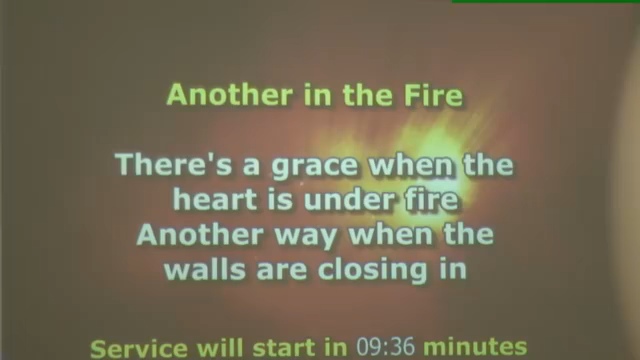 Another in the Fire
There's a grace when the
heart is under fire
Another way when the
walls are closing in
Service will start in 09:36 minutes